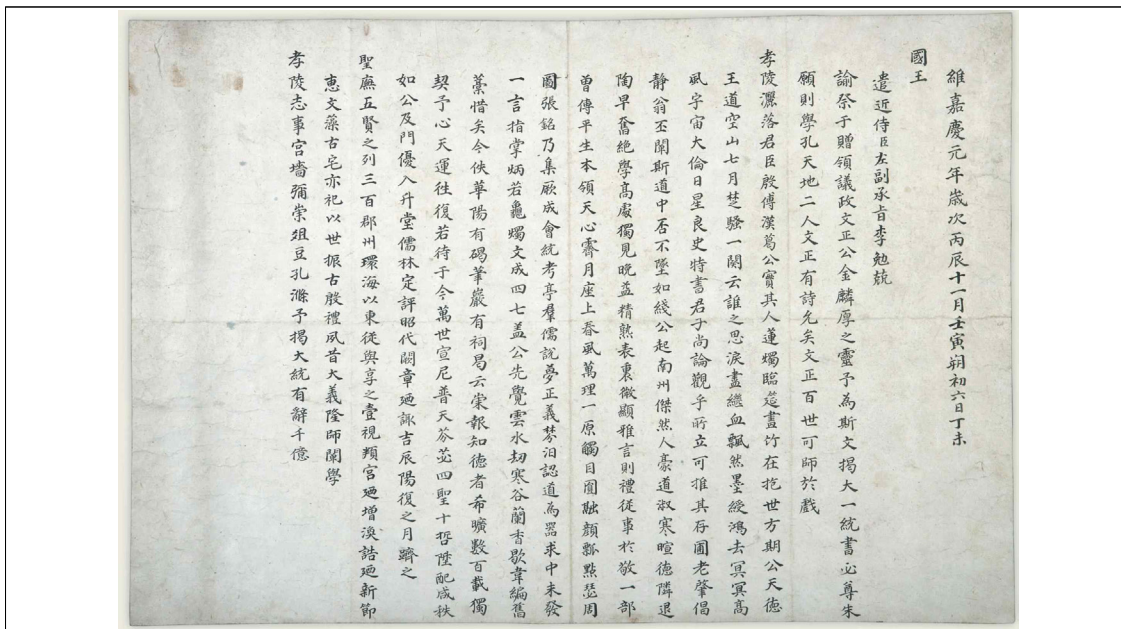 維嘉慶元年歲次丙辰十一月壬寅朔初六日丁未
國王
遣近侍臣左副承旨李勉兢
諭祭于贈領議政文正公金麟厚之靈予為斯文揭大一統書必尊朱
願則學孔天地二人文正有詩允矣文正百世可師於戲
孝陵灑落君臣殷傅漢葛公實其人蓮燭臨筵畫竹在抱世方期公天德
王道空山七月楚騷一闋云誰之思淚盡繼血飄然墨綬鴻去冥冥高
風宇宙大倫日星良史特書君子尚論觀乎所立可推其存圃老肇倡
靜翁丕闡斯道中否不墜如綫公起南州傑然人豪道淑寒暄德隣退
陶早奮絶學高處獨見晚益精熟表裏微顯雅言則禮從事於敬一部
曾傳平生本領天心霽月座上春風萬理一原觸目圓融顏瓢點瑟周
圖張銘乃集厥成會統考亭羣儒說夢正義棼汩認道為器求中未發
一言指掌炳若龜燭文成四七盖公先覺雲水刼寒谷蘭香歇韋編舊
藁惜矣今佚華陽有碣筆巖有祠曷云崇報知德者希曠數百載獨
契予心天運徃復若待于今萬世宣尼普天芬苾四聖十哲陞配咸秩
如公及門優入升堂儒林定評昭代闕章廼諏吉辰陽復之月躋之
聖廡五賢之列三百郡州環海以東從與享之壹視頖宮廼增渙誥廼新節
惠文藻古宅亦祀以世振古殷禮夙昔大義隆師闡學
孝陵志事宮墻彌崇俎豆孔滌予揭大統有辭千億